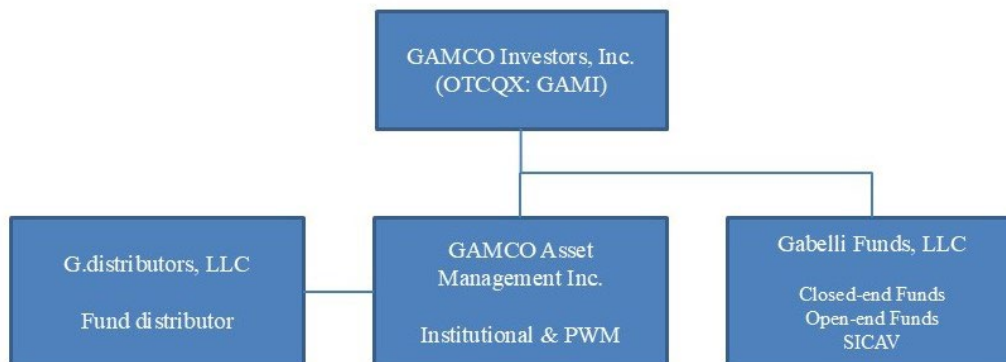 GAMCO Investors, Inc.
(OTCQX: GAMI)
G.distributors, LLC
Fund distributor
GAMCO Asset
Management Inc.
Institutional & PWM
Gabelli Funds, LLC
Closed-end Funds
Open-end Funds
SICAV